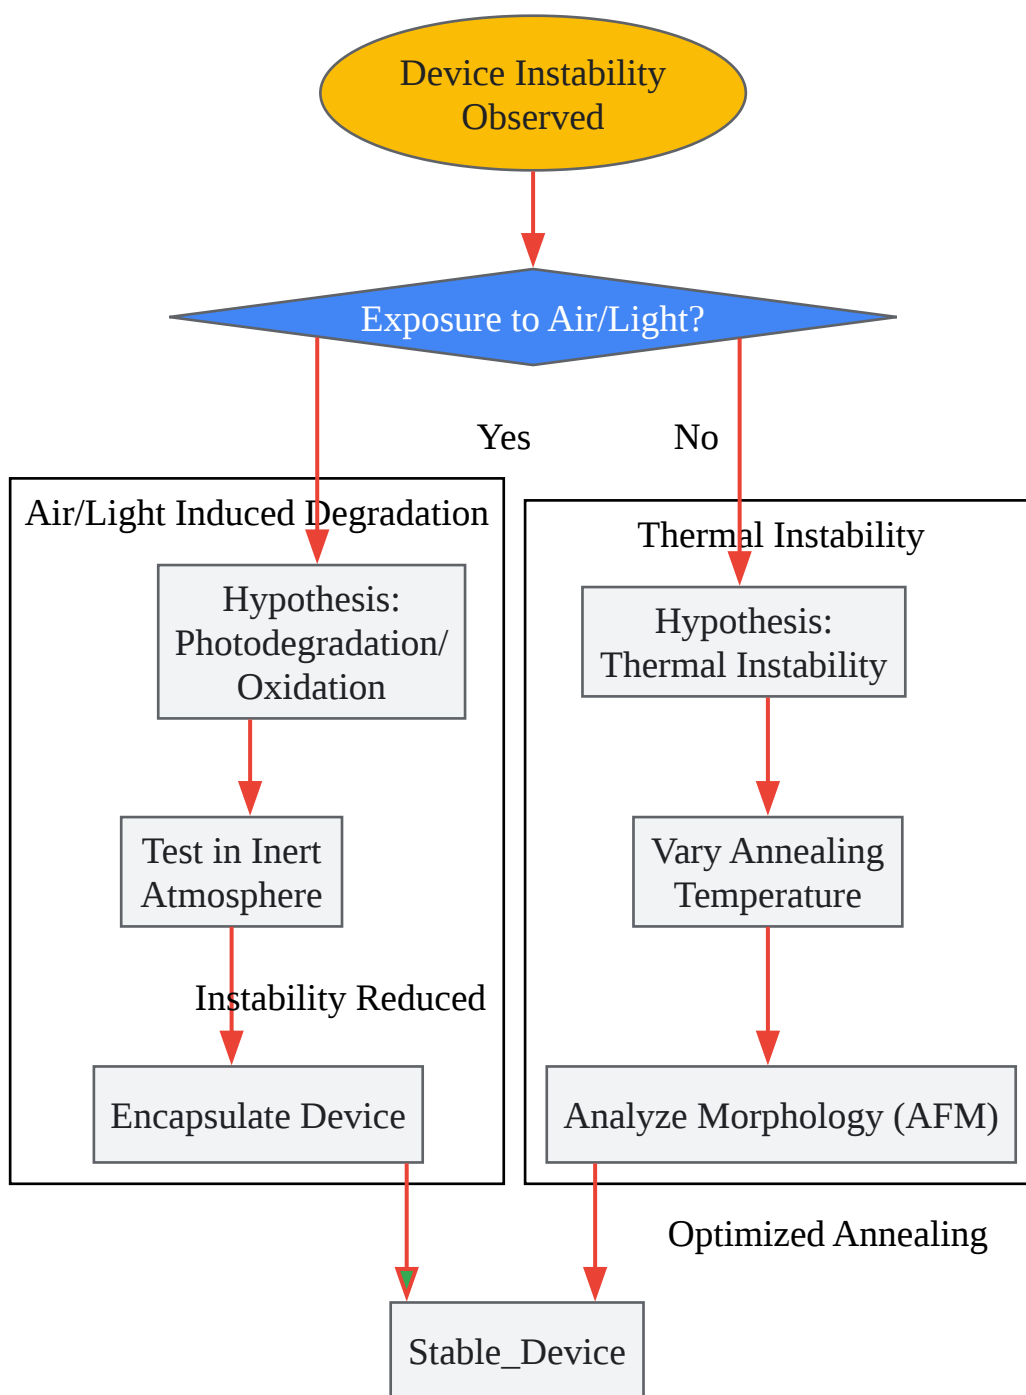 Device Instability
Observed
Exposure to Air/Light?
Yes
No
Air/Light Induced Degradation
Thermal Instability
Hypothesis:
Photodegradation/
Oxidation
Hypothesis:
Thermal Instability
Test in Inert
Atmosphere
Vary Annealing
Temperature
Instability Reduced
Encapsulate Device
Analyze Morphology (AFM)
Optimized Annealing
Stable_Device